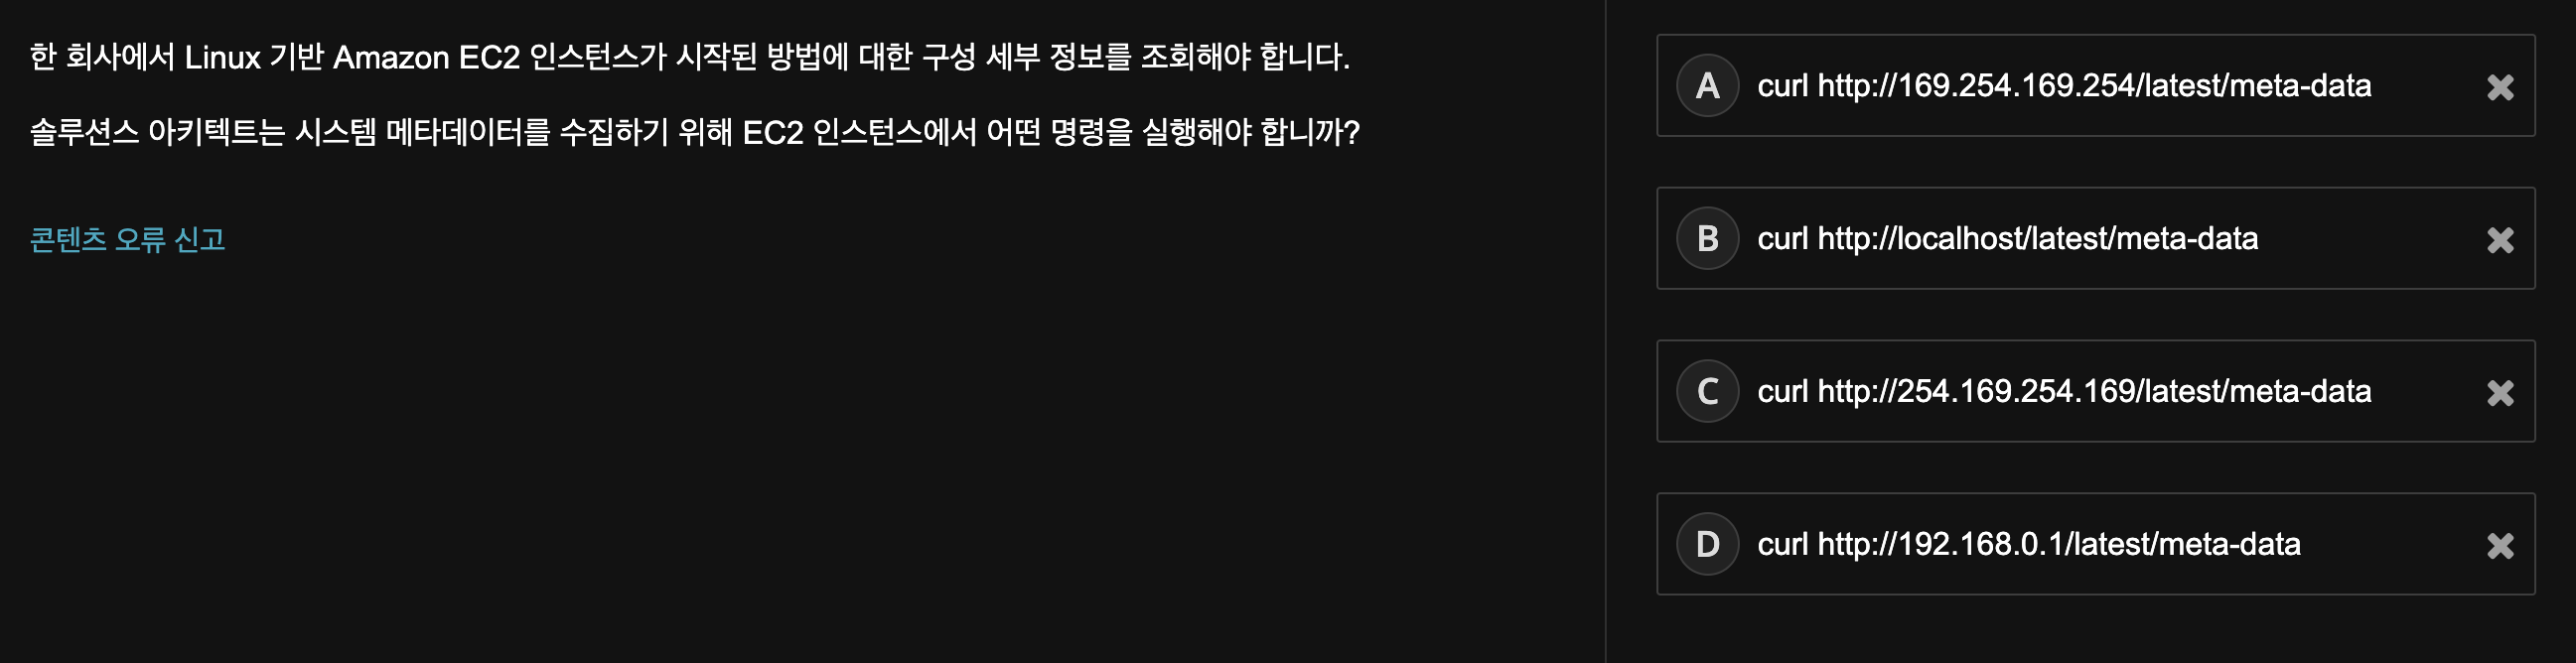 한 회사에서 Linux 기반 Amazon EC2 인스턴스가 시작된 방법에 대한 구성 세부 정보를 조회해야 합니다.
솔루션스 아키텍트는 시스템 메타데이터를 수집하기 위해 EC2 인스턴스에서 어떤 명령을 실행해야 합니까?
콘텐츠 오류 신고
A curl http://169.254.169.254/latest/meta-data
B curl http://localhost/latest/meta-data
C curl http://254.169.254.169/latest/meta-data
D curl http://192.168.0.1/latest/meta-data